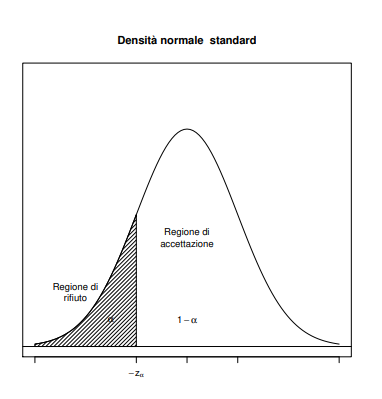 Densità normale standard
Regione di
accettazione
Regione di
rifiuto
α
1 − α
− zα